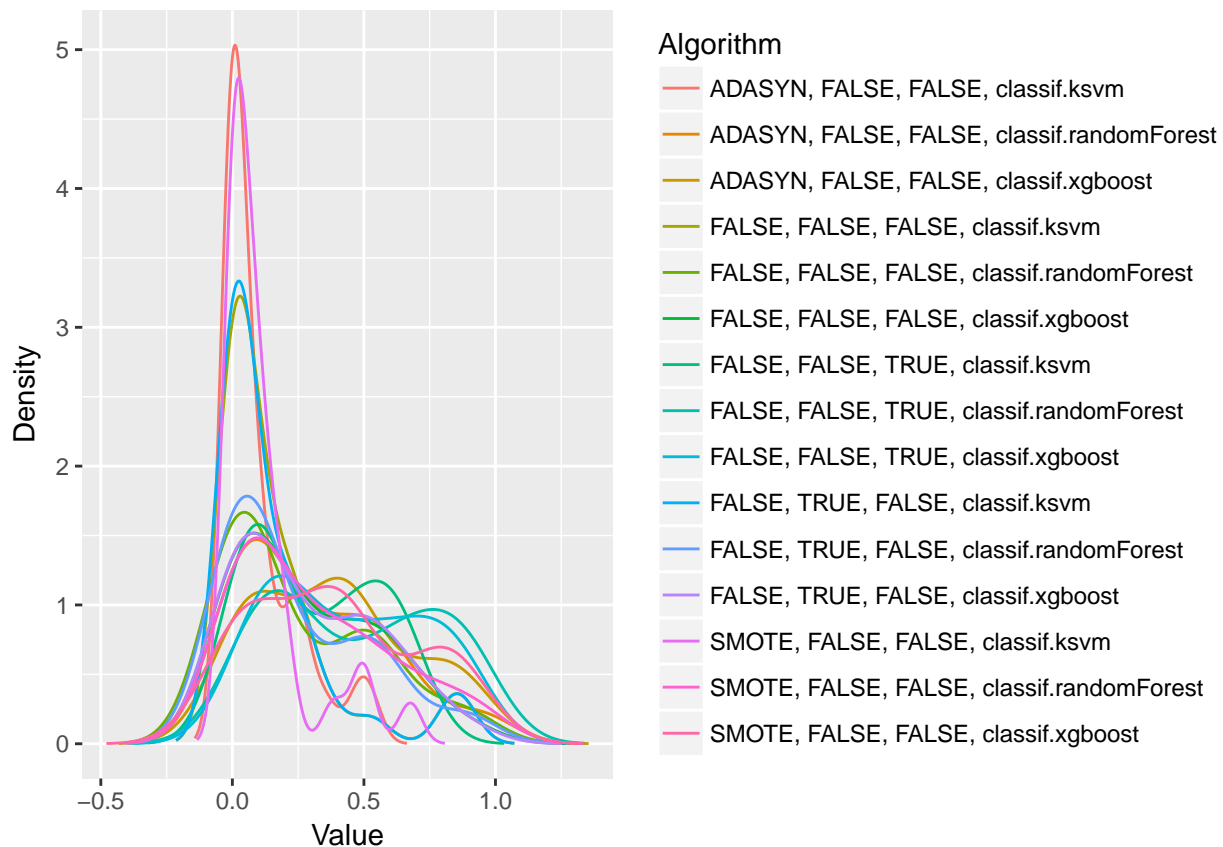 Density
5
4
3
2
1
0
−0.5
0.0
0.5
1.0
Value
Algorithm
ADASYN, FALSE, FALSE, classif.ksvm
ADASYN, FALSE, FALSE, classif.randomForest
ADASYN, FALSE, FALSE, classif.xgboost
FALSE, FALSE, FALSE, classif.ksvm
FALSE, FALSE, FALSE, classif.randomForest
FALSE, FALSE, FALSE, classif.xgboost
FALSE, FALSE, TRUE, classif.ksvm
FALSE, FALSE, TRUE, classif.randomForest
FALSE, FALSE, TRUE, classif.xgboost
FALSE, TRUE, FALSE, classif.ksvm
FALSE, TRUE, FALSE, classif.randomForest
FALSE, TRUE, FALSE, classif.xgboost
SMOTE, FALSE, FALSE, classif.ksvm
SMOTE, FALSE, FALSE, classif.randomForest
SMOTE, FALSE, FALSE, classif.xgboost